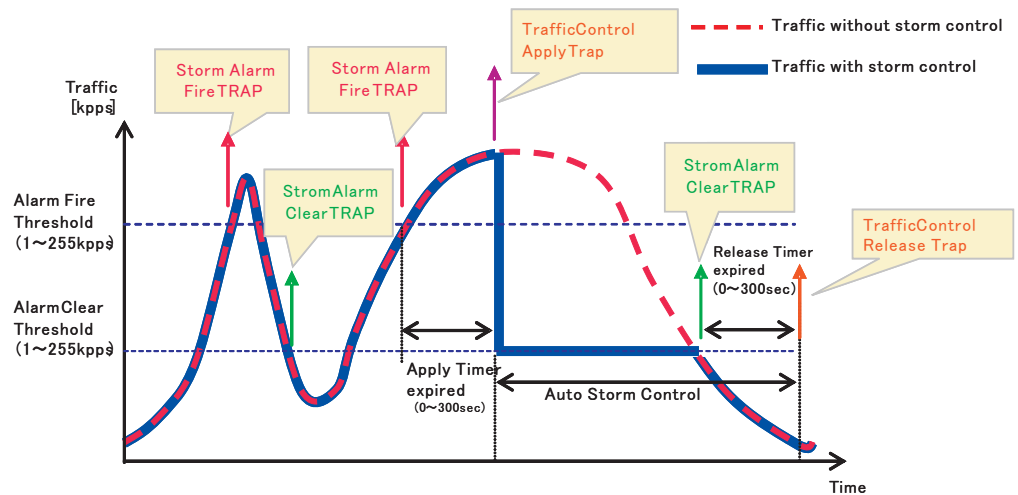 TrafficControl
ApplyTrap
Traffic without storm control
Traffic with storm control
Storm Alarm
FireTRAP
Storm Alarm
FireTRAP
Traffic
[kpps]
StromAlarm
ClearTRAP
StromAlarm
ClearTRAP
Alarm Fire
Threshold
(1～255kpps)
TrafficControl
Release Trap
Release Timer
expired
(0～300sec)
AlarmClear
Threshold
(1～255kpps)
Apply Timer
expired
(0～300sec)
Auto Storm Control
Time